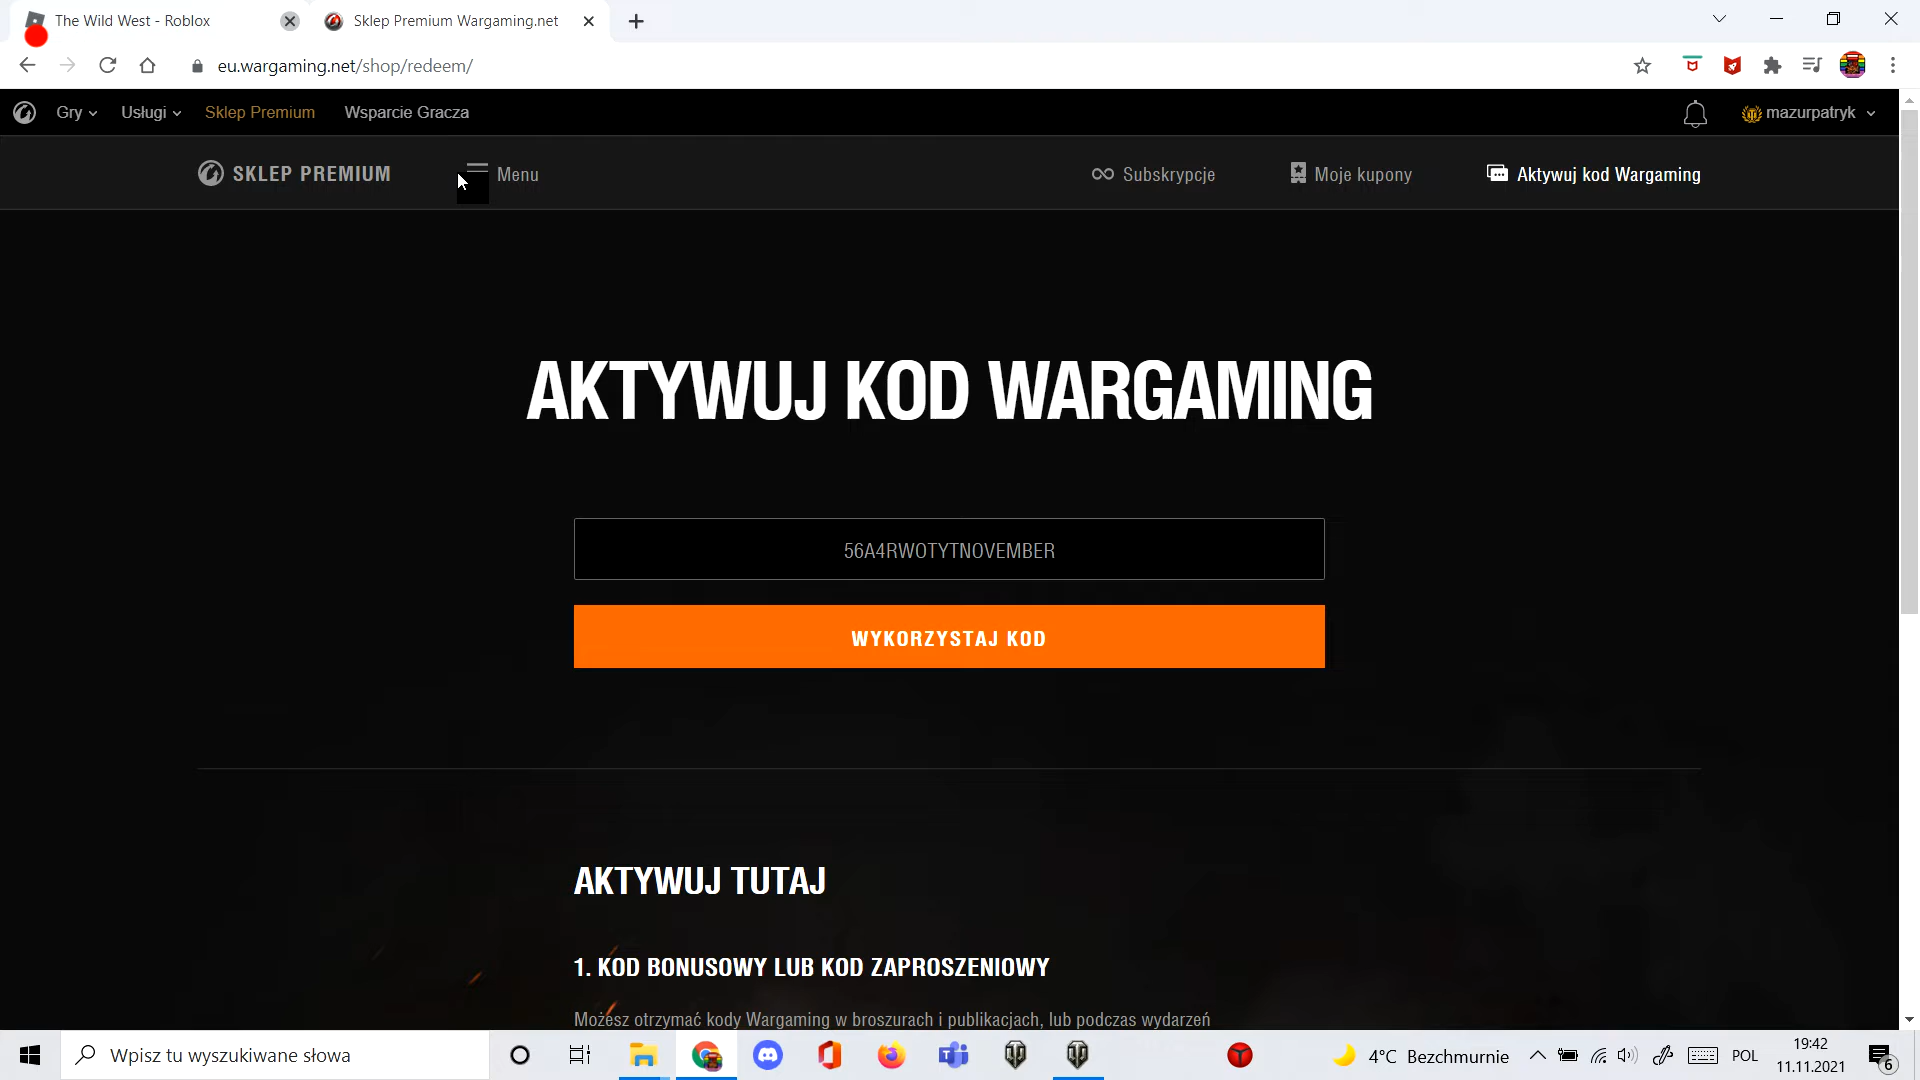 The Wild West - Roblox
Sklep Premium Wargaming.net
eu.wargaming.net/shop/redeem/
Gry
Usługi
Sklep Premium
Wsparcie Gracza
mazurpatryk
SKLEP PREMIUM
Menu
Subskrypcje
Moje kupony
Aktywuj kod Wargaming
AKTYWUJ KOD WARGAMING
56A4RWOTYTNOVEMBER
WYKORZYSTAJ KOD
AKTYWUJ TUTAJ
1. KOD BONUSOWY LUB KOD ZAPROSZENIOWY
Możesz otrzymać kody Wargaming w broszurach i publikacjach, lub podczas wydarzeń
Wpisz tu wyszukiwane słowa
4°C Bezchmurnie
POL
19:42
11.11.2021
6